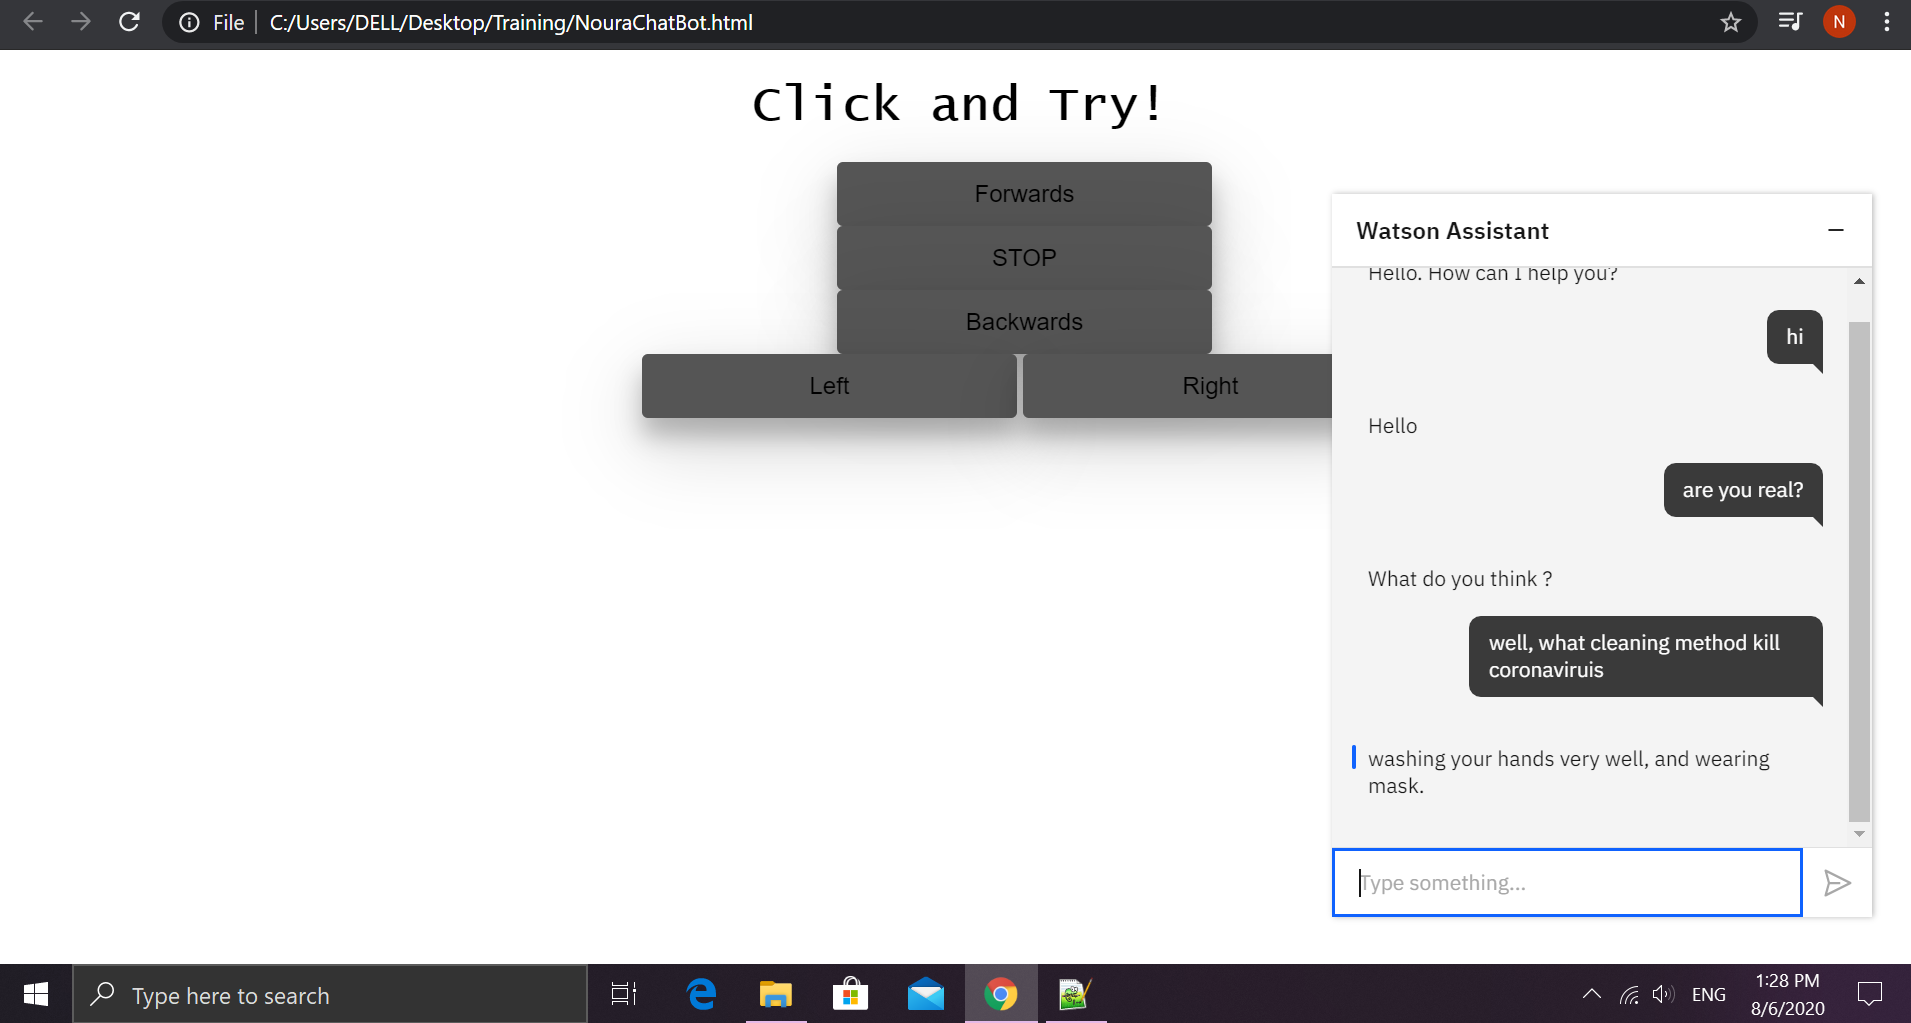 File C:/Users/DELL/Desktop/Training/NouraChatBot.html
N
Click and Try!
Forwards
STOP
Backwards
Left Right
Watson Assistant
Hello. How can I help you?
hi
Hello
are you real?
What do you think ?
well, what cleaning method kill
coronaviruis
washing your hands very well, and wearing
mask.
Type something...
Type here to search
ENG
1:28 PM
8/6/2020